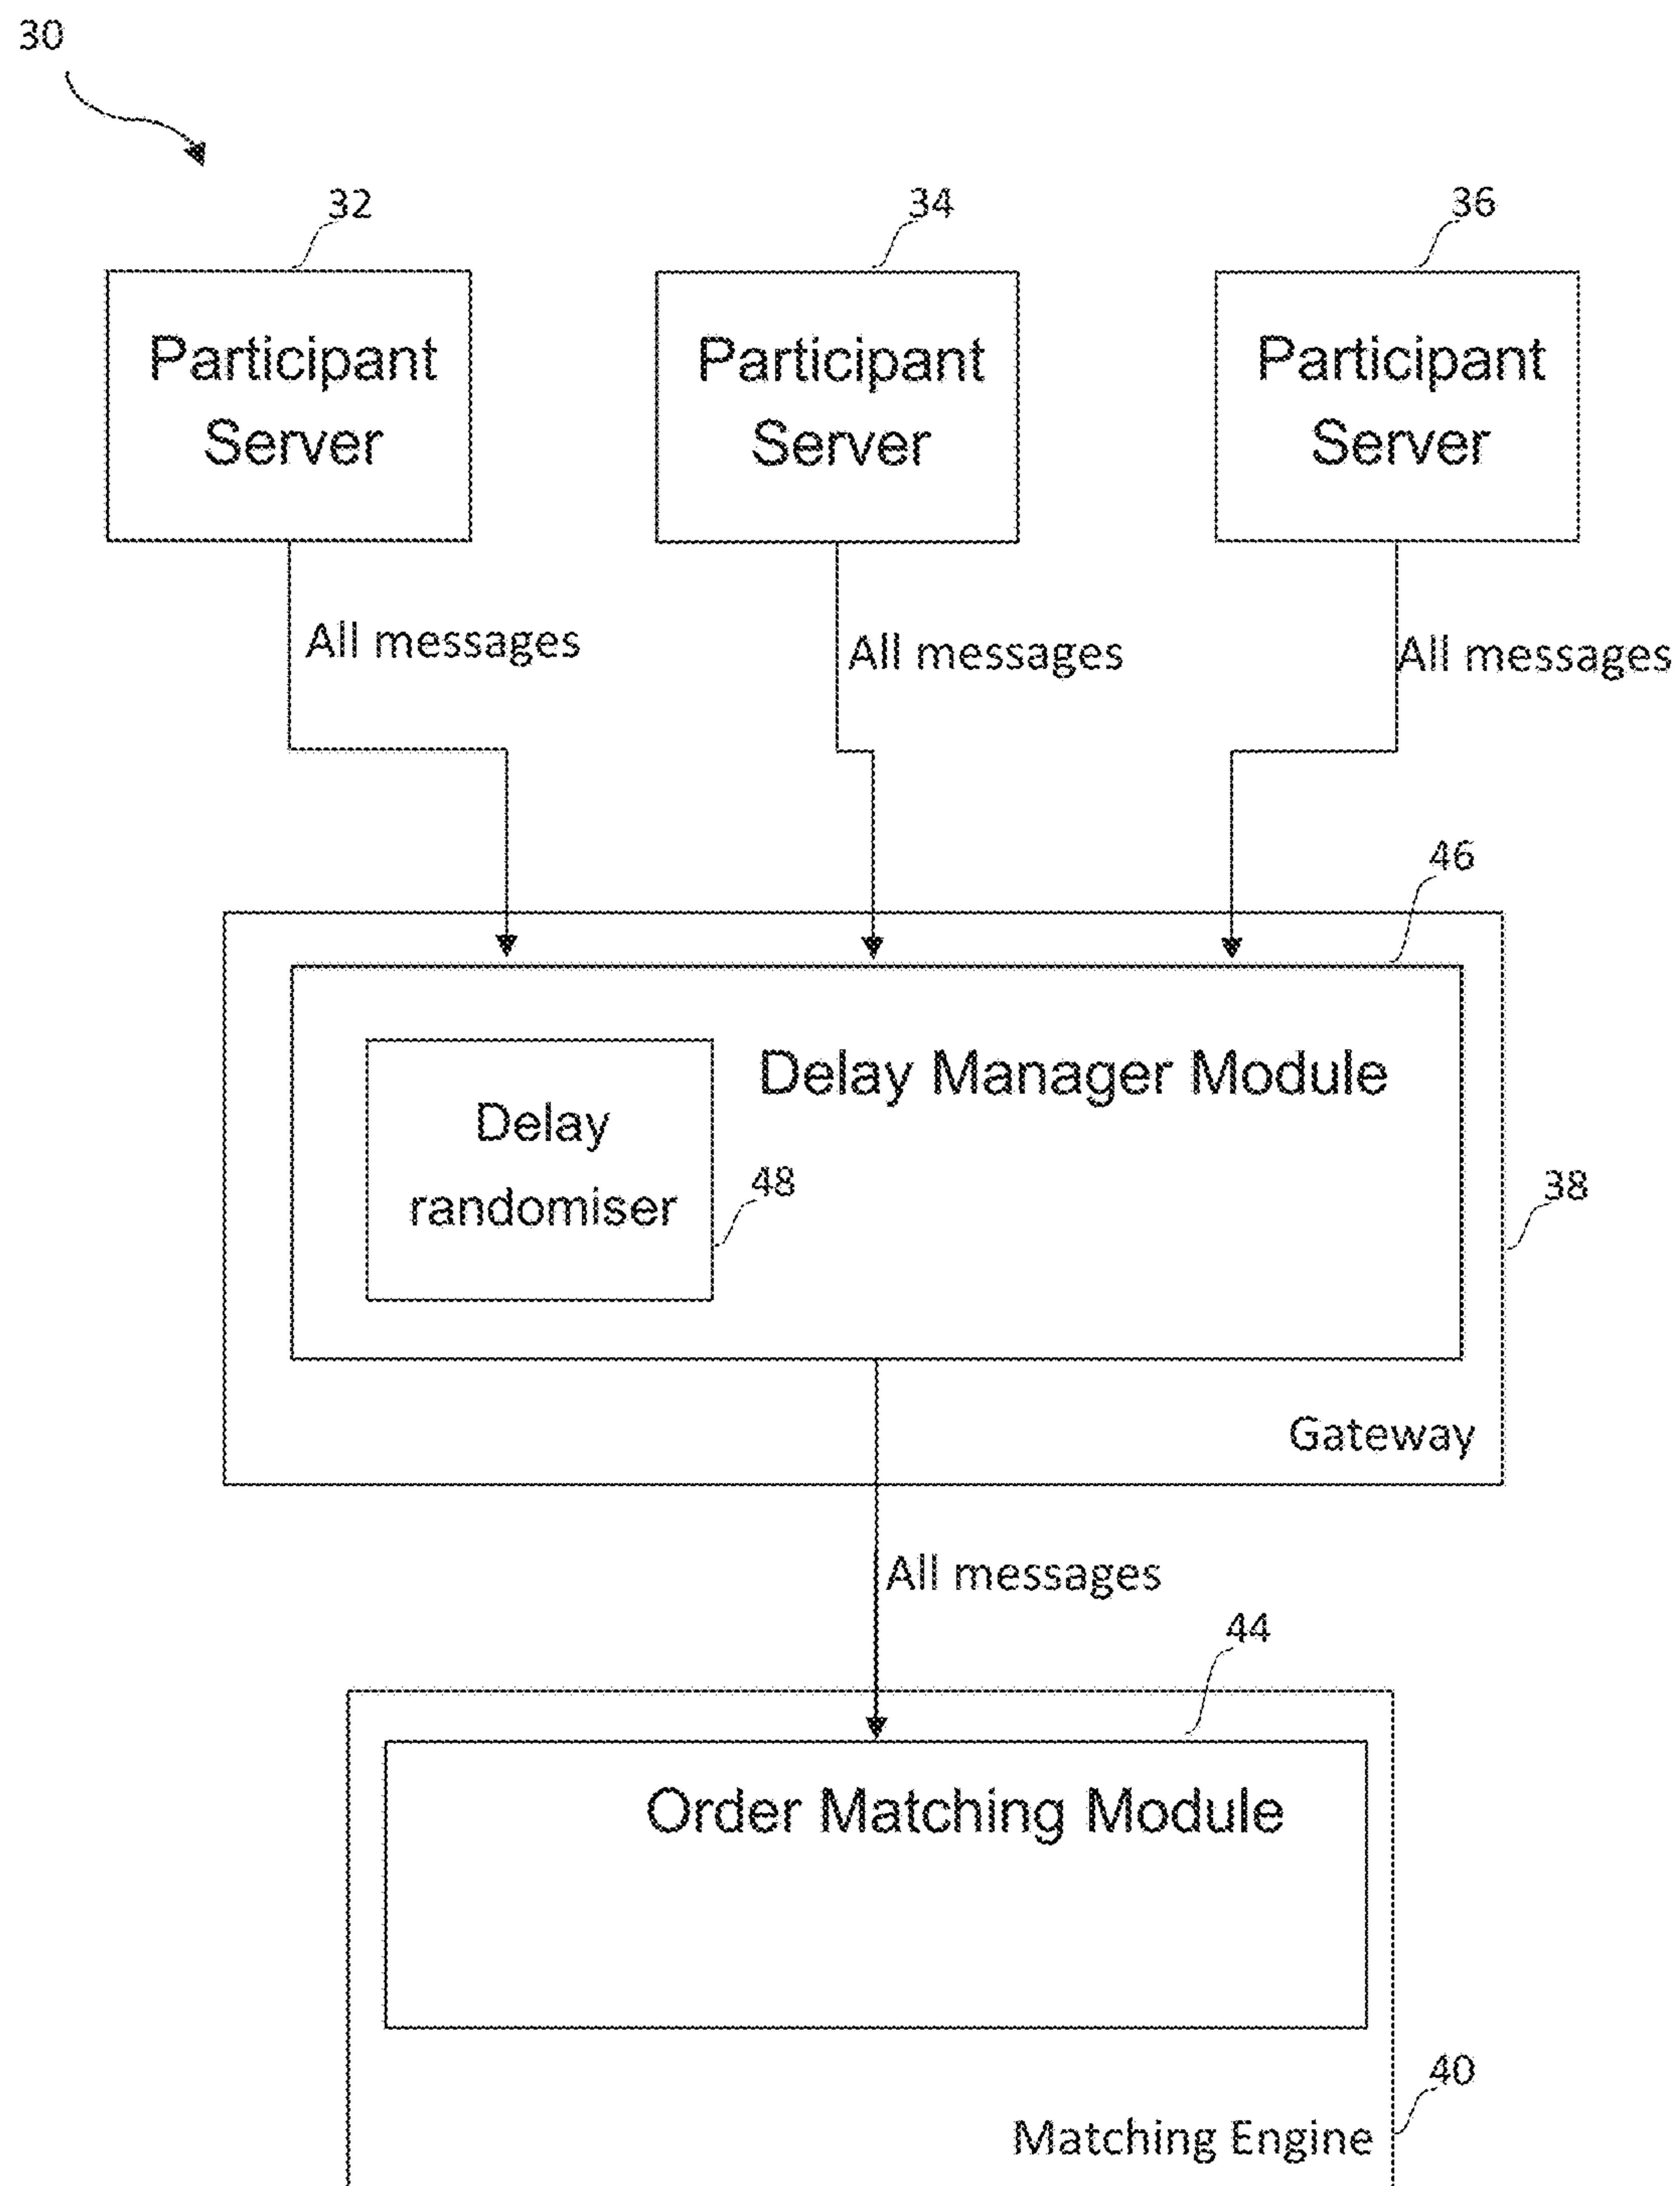 30
32
34
36
Participant
Server
Participant
Server
Participant
Server
All messages
All messages
All messages
46
Delay Manager Module
Delay
randomiser
48
38
Gateway
All messages
44
Order Matching Module
40
Matching Engine